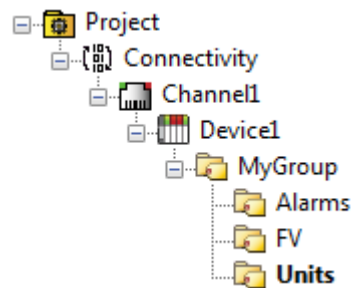 Project
Connectivity
Channel1
Device1
MyGroup
Alarms
FV
Units